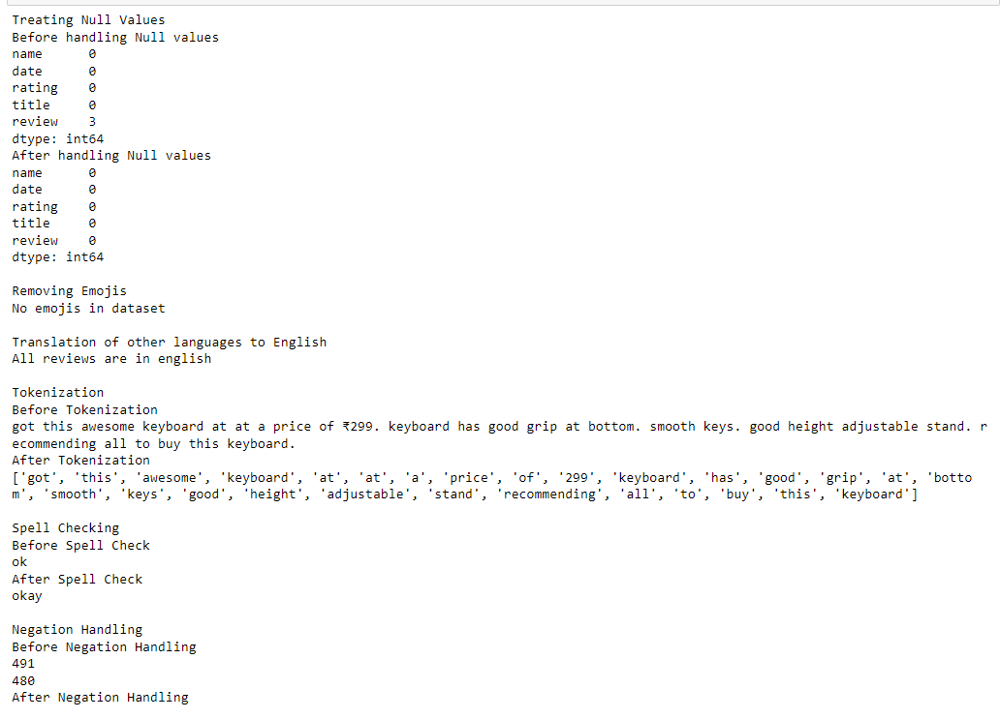 Treating Null Values
Before handling Null values
name      0
date      0
rating    0
title     0
review    3
dtype: int64
After handling Null values
name      0
date      0
rating    0
title     0
review    0
dtype: int64

Removing Emojis
No emojis in dataset

Translation of other languages to English
All reviews are in english

Tokenization
Before Tokenization
got this awesome keyboard at at a price of ₹299. keyboard has good grip at bottom. smooth keys. good height adjustable stand. r
ecommending all to buy this keyboard.
After Tokenization
['got', 'this', 'awesome', 'keyboard', 'at', 'at', 'a', 'price', 'of', '299', 'keyboard', 'has', 'good', 'grip', 'at', 'botto
m', 'smooth', 'keys', 'good', 'height', 'adjustable', 'stand', 'recommending', 'all', 'to', 'buy', 'this', 'keyboard']

Spell Checking
Before Spell Check
ok
After Spell Check
okay

Negation Handling
Before Negation Handling
491
480
After Negation Handling